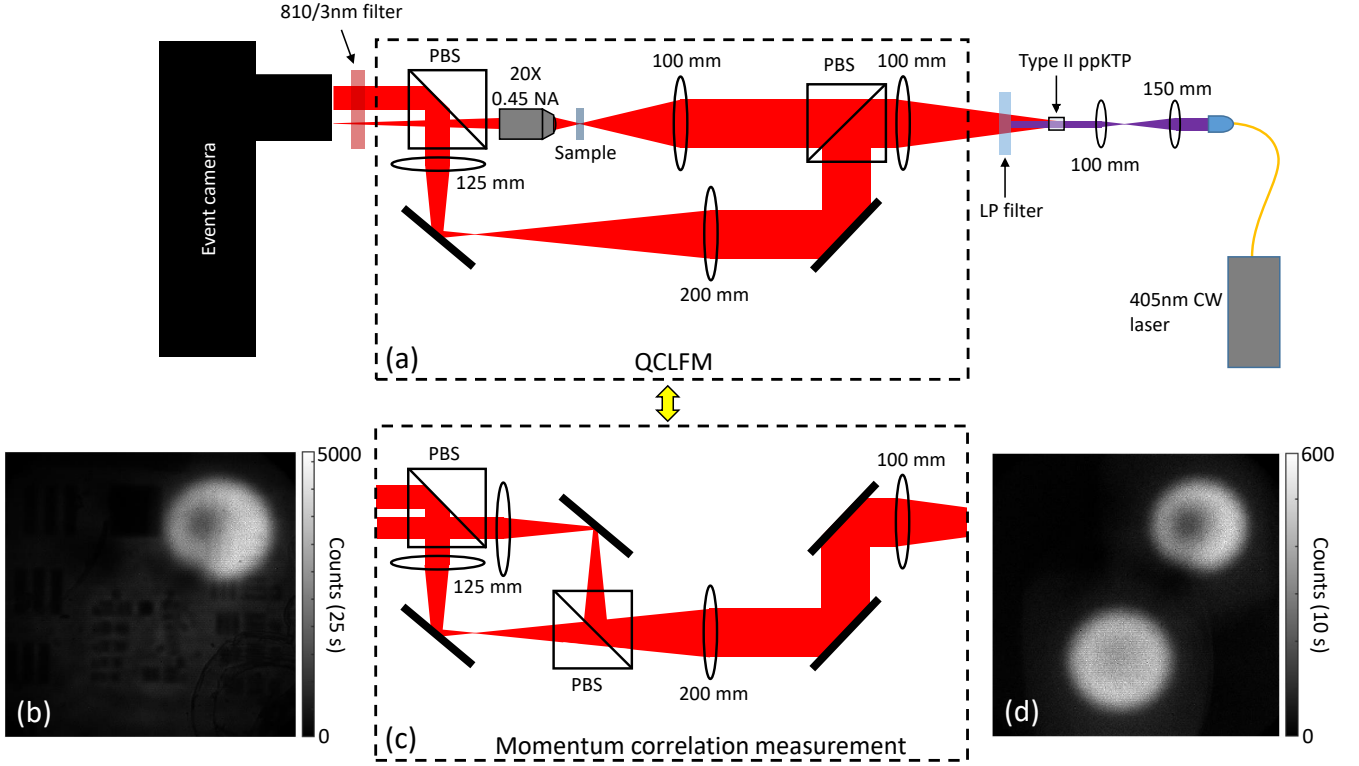 810/3nm filter
PBS
20X
0.45 NA
Sample
100 mm
PBS
100 mm
Type II ppKTP
150 mm
100 mm
LP filter
405nm CW
laser
Event camera
125 mm
200 mm
(a)
QCLFM
PBS
125 mm
PBS
200 mm
100 mm
(c)
Momentum correlation measurement
(b)
5000
Counts (25 s)
0
(d)
600
Counts (10 s)
0